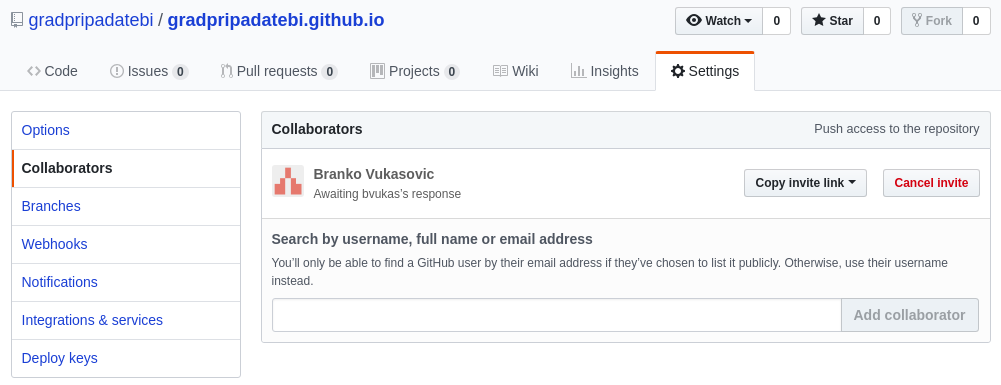 gradpripadatebi / gradpripadatebi.github.io
Watch 0 Star 0 Fork 0
Code Issues 0 Pull requests 0 Projects 0 Wiki Insights Settings
Options
Collaborators
Branches
Webhooks
Notifications
Integrations & services
Deploy keys
Collaborators Push access to the repository
Branko Vukasovic
Awaiting bvukas’s response
Copy invite link Cancel invite
Search by username, full name or email address
You’ll only be able to find a GitHub user by their email address if they’ve chosen to list it publicly. Otherwise, use their username
instead.
Add collaborator